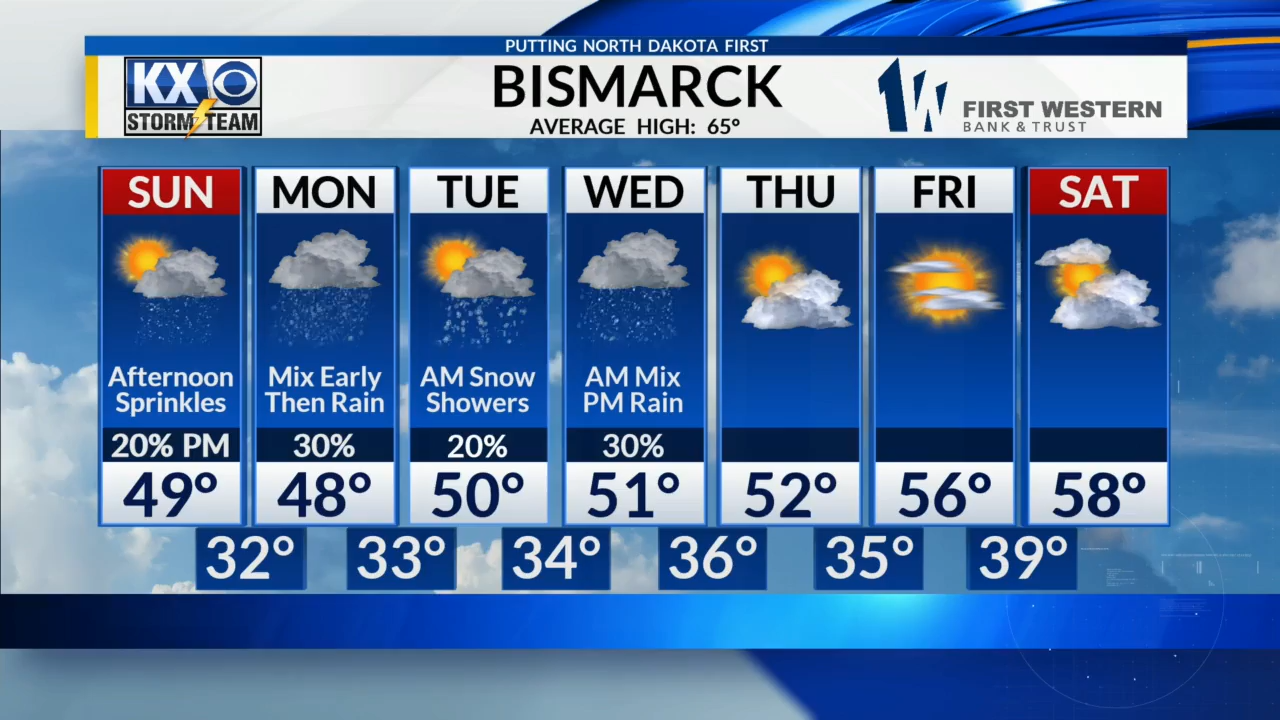 PUTTING NORTH DAKOTA FIRST
KX
STORM TEAM
BISMARCK
AVERAGE HIGH: 65°
FIRST WESTERN
BANK & TRUST
SUN MON TUE WED THU FRI SAT
Afternoon
Sprinkles
Mix Early
Then Rain
AM Snow
Showers
AM Mix
PM Rain
20% PM 30% 20% 30%
49° 48° 50° 51° 52° 56° 58°
32° 33° 34° 36° 35° 39°